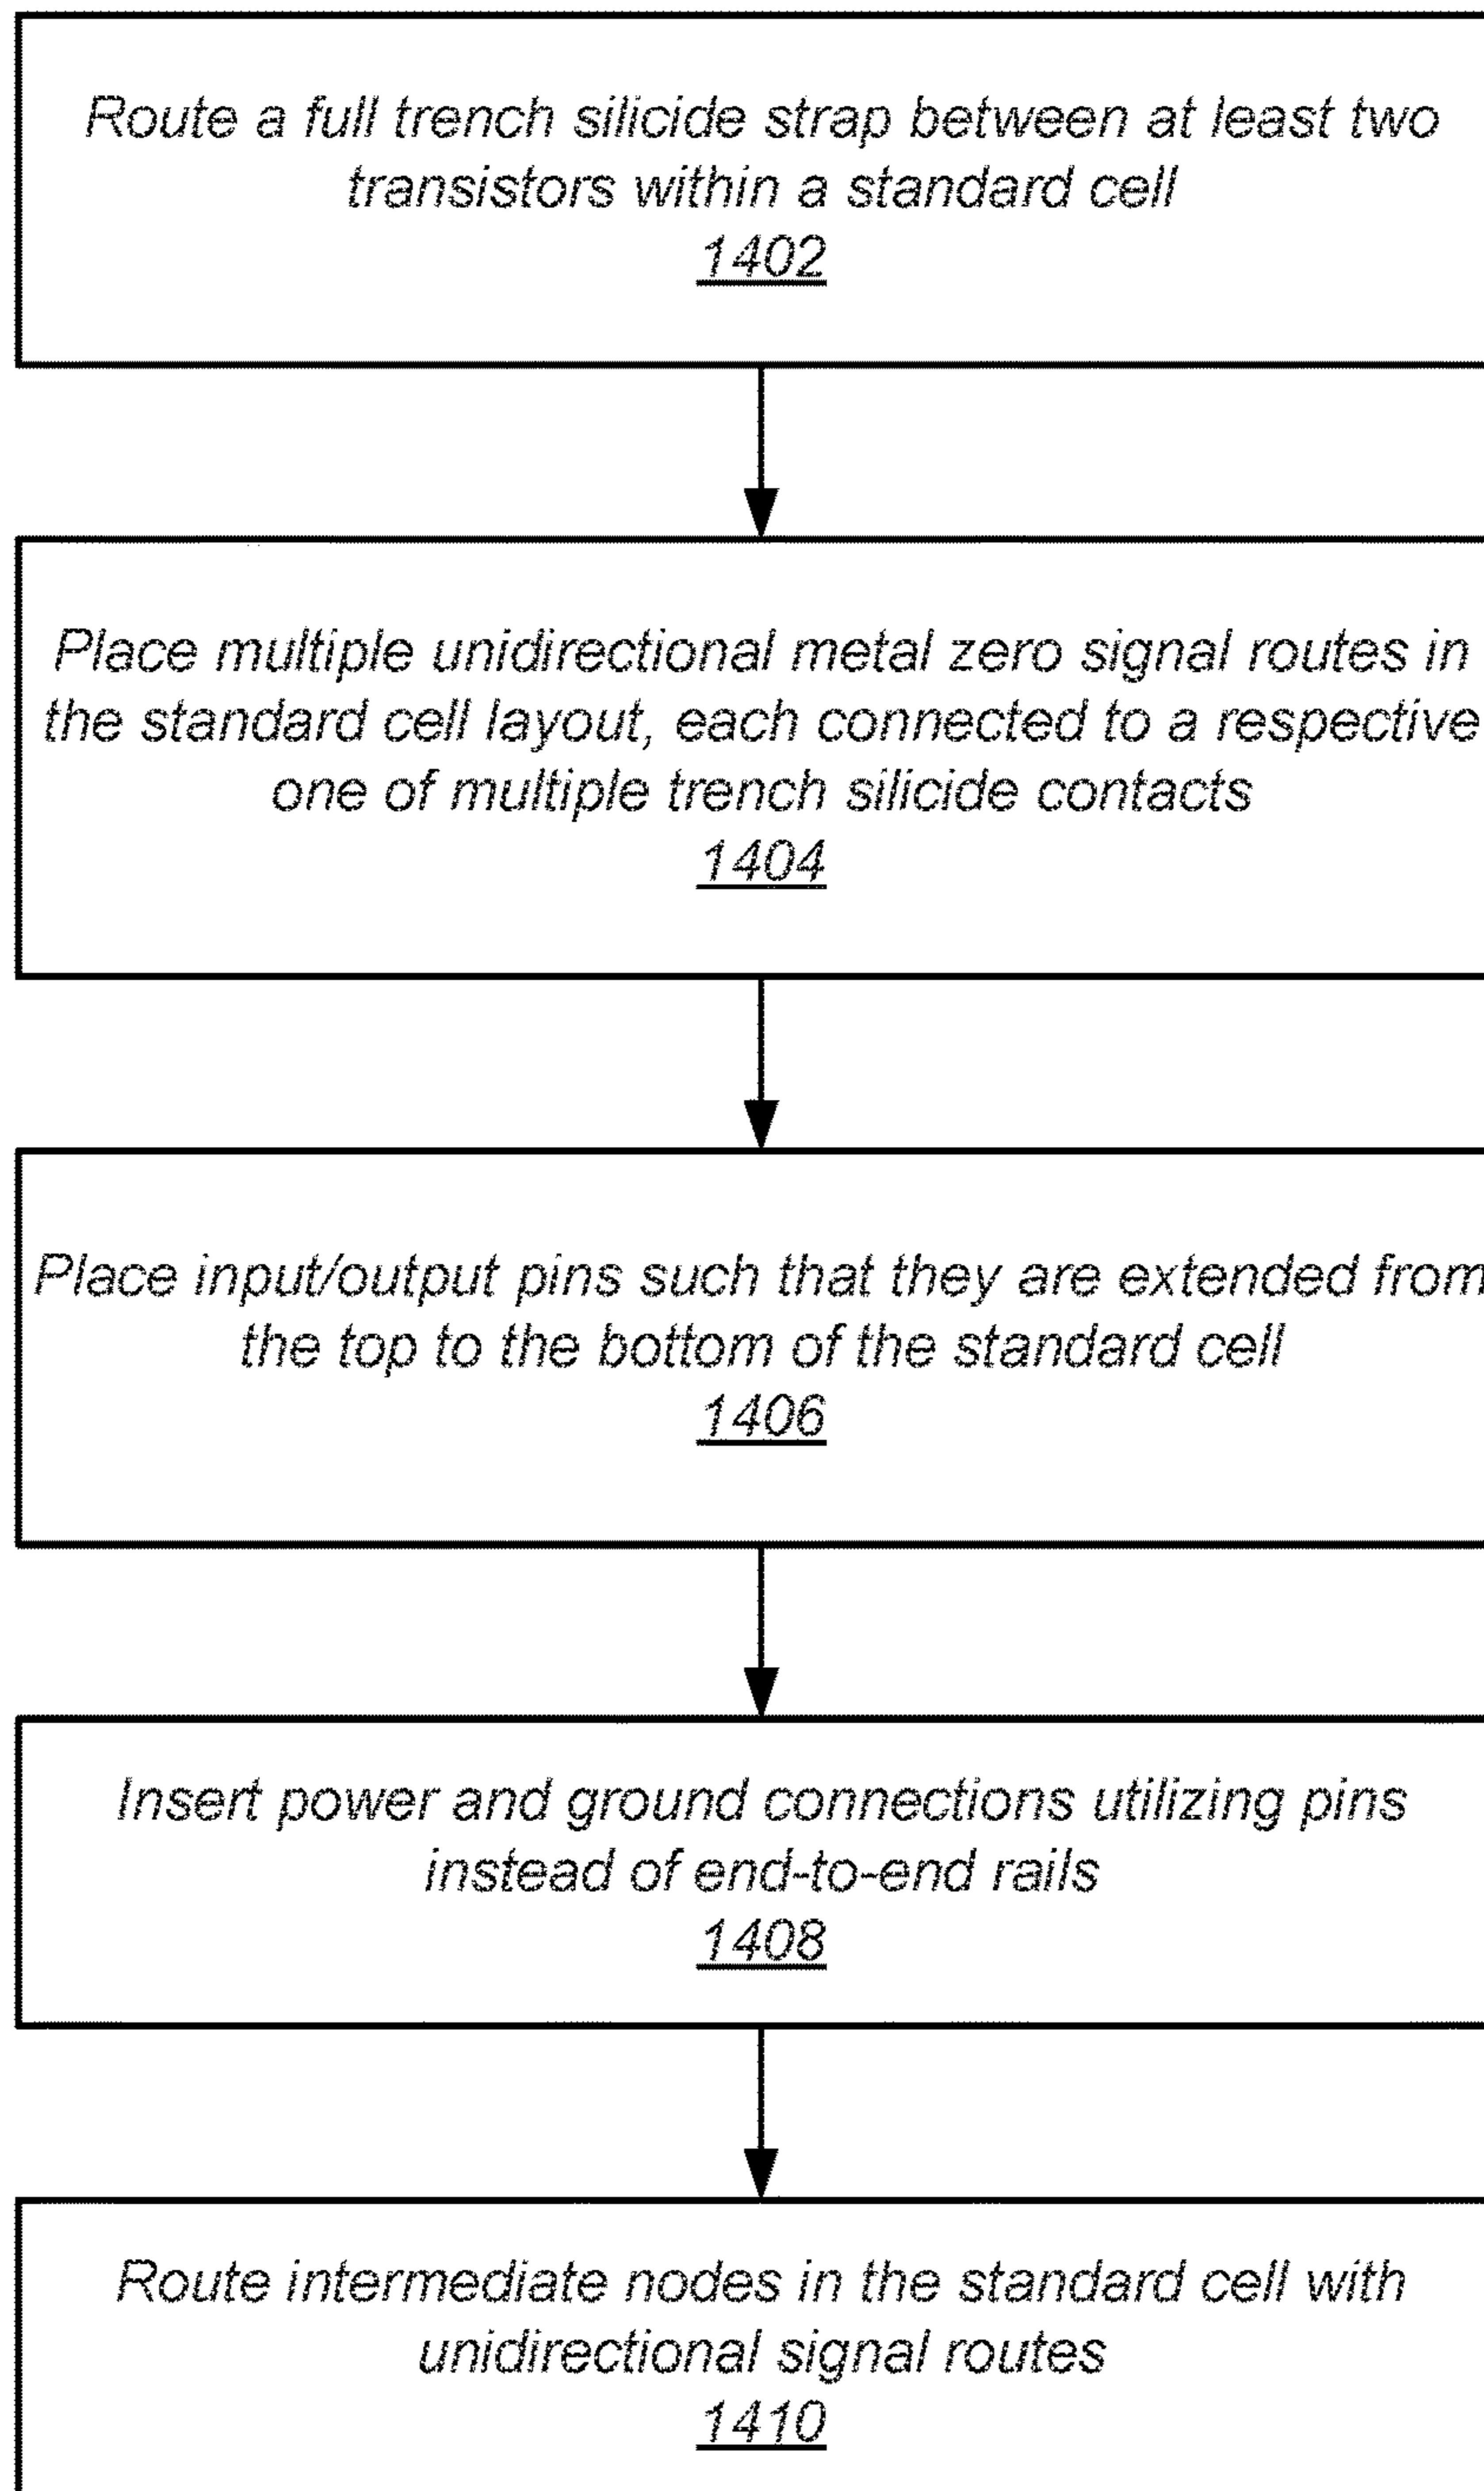 Route a full trench silicide strap between at least two
transistors within a standard cell
1402
Place multiple unidirectional metal zero signal routes in
the standard cell layout, each connected to a respective
one of multiple trench silicide contacts
1404
Place input/output pins such that they are extended from
the top to the bottom of the standard cell
1406
Insert power and ground connections utilizing pins
instead of end-to-end rails
1408
Route intermediate nodes in the standard cell with
unidirectional signal routes
1410